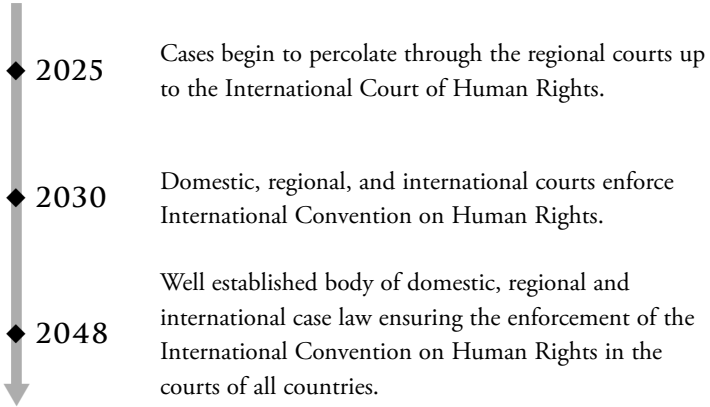 2025
Cases begin to percolate through the regional courts up
to the International Court of Human Rights.
2030
Domestic, regional, and international courts enforce
International Convention on Human Rights.
2048
Well established body of domestic, regional and
international case law ensuring the enforcement of the
International Convention on Human Rights in the
courts of all countries.